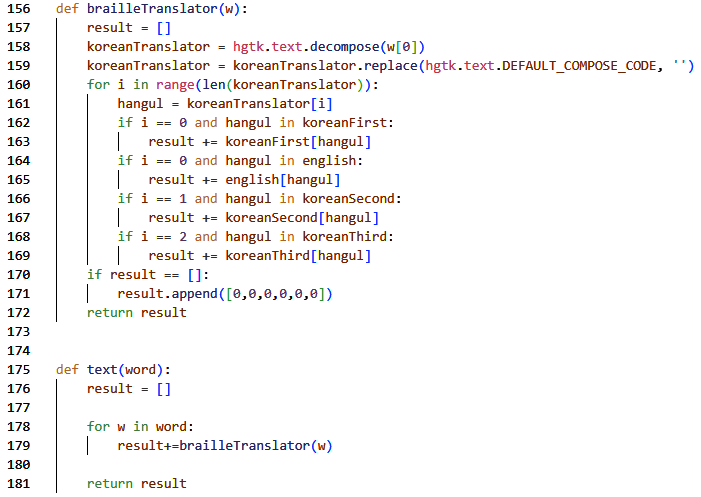 156 def brailleTranslator(w):
157     result = []
158     koreanTranslator = hgtk.text.decompose(w[0])
159     koreanTranslator = koreanTranslator.replace(hgtk.text.DEFAULT_COMPOSE_CODE, '')
160     for i in range(len(koreanTranslator)):
161         hangul = koreanTranslator[i]
162         if i == 0 and hangul in koreanFirst:
163             result += koreanFirst[hangul]
164         if i == 0 and hangul in english:
165             result += english[hangul]
166         if i == 1 and hangul in koreanSecond:
167             result += koreanSecond[hangul]
168         if i == 2 and hangul in koreanThird:
169             result += koreanThird[hangul]
170     if result == []:
171         result.append([0,0,0,0,0,0])
172     return result
173
174
175 def text(word):
176     result = []
177
178     for w in word:
179         result+=brailleTranslator(w)
180
181     return result